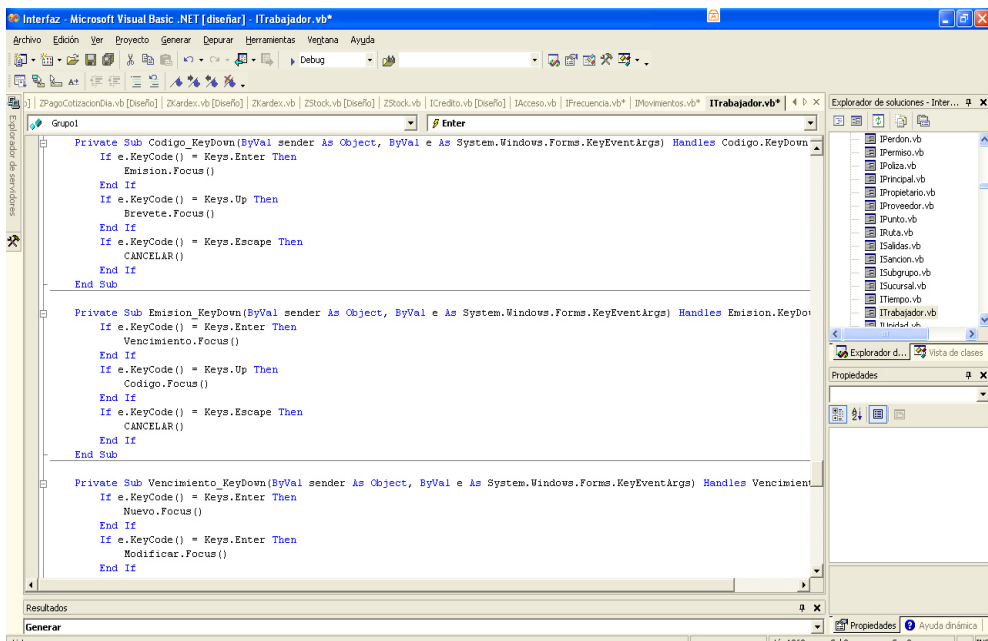 Interfaz - Microsoft Visual Basic .NET [diseñar] - ITrabajador.vb*
Archivo Edición Ver Proyecto Generar Depurar Herramientas Ventana Ayuda
Debug
ZPagoCotizacionDia.vb [Diseño] | ZKardex.vb [Diseño] | ZKardex.vb | ZStock.vb [Diseño] | ZStock.vb | ICredito.vb [Diseño] | IAcceso.vb | IFrecuencia.vb* | IMovimientos.vb* | ITrabajador.vb*
Grupo1
Enter
Private Sub Codigo_KeyDown(ByVal sender As Object, ByVal e As System.Windows.Forms.KeyEventArgs) Handles Codigo.KeyDown
If e.KeyCode() = Keys.Enter Then
Emision.Focus()
End If
If e.KeyCode() = Keys.Up Then
Brevete.Focus()
End If
If e.KeyCode() = Keys.Escape Then
CANCELAR()
End If
End Sub
Private Sub Emision_KeyDown(ByVal sender As Object, ByVal e As System.Windows.Forms.KeyEventArgs) Handles Emision.KeyDo
If e.KeyCode() = Keys.Enter Then
Vencimiento.Focus()
End If
If e.KeyCode() = Keys.Up Then
Codigo.Focus()
End If
If e.KeyCode() = Keys.Escape Then
CANCELAR()
End If
End Sub
Private Sub Vencimiento_KeyDown(ByVal sender As Object, ByVal e As System.Windows.Forms.KeyEventArgs) Handles Vencimien
If e.KeyCode() = Keys.Enter Then
Nuevo.Focus()
End If
If e.KeyCode() = Keys.Enter Then
Modificar.Focus()
End If
Resultados
Generar
Explorador de servidores
Explorador de soluciones - Inter...
IPerdon.vb
IPermiso.vb
IPoliza.vb
IPrincipal.vb
IPropietario.vb
IProveedor.vb
IPunto.vb
IRuta.vb
ISalidas.vb
ISancion.vb
ISubgrupo.vb
ISucursal.vb
ITiempo.vb
ITrabajador.vb
IUnidad.vb
Explorador d... Vista de clases
Propiedades
Propiedades Ayuda dinámica